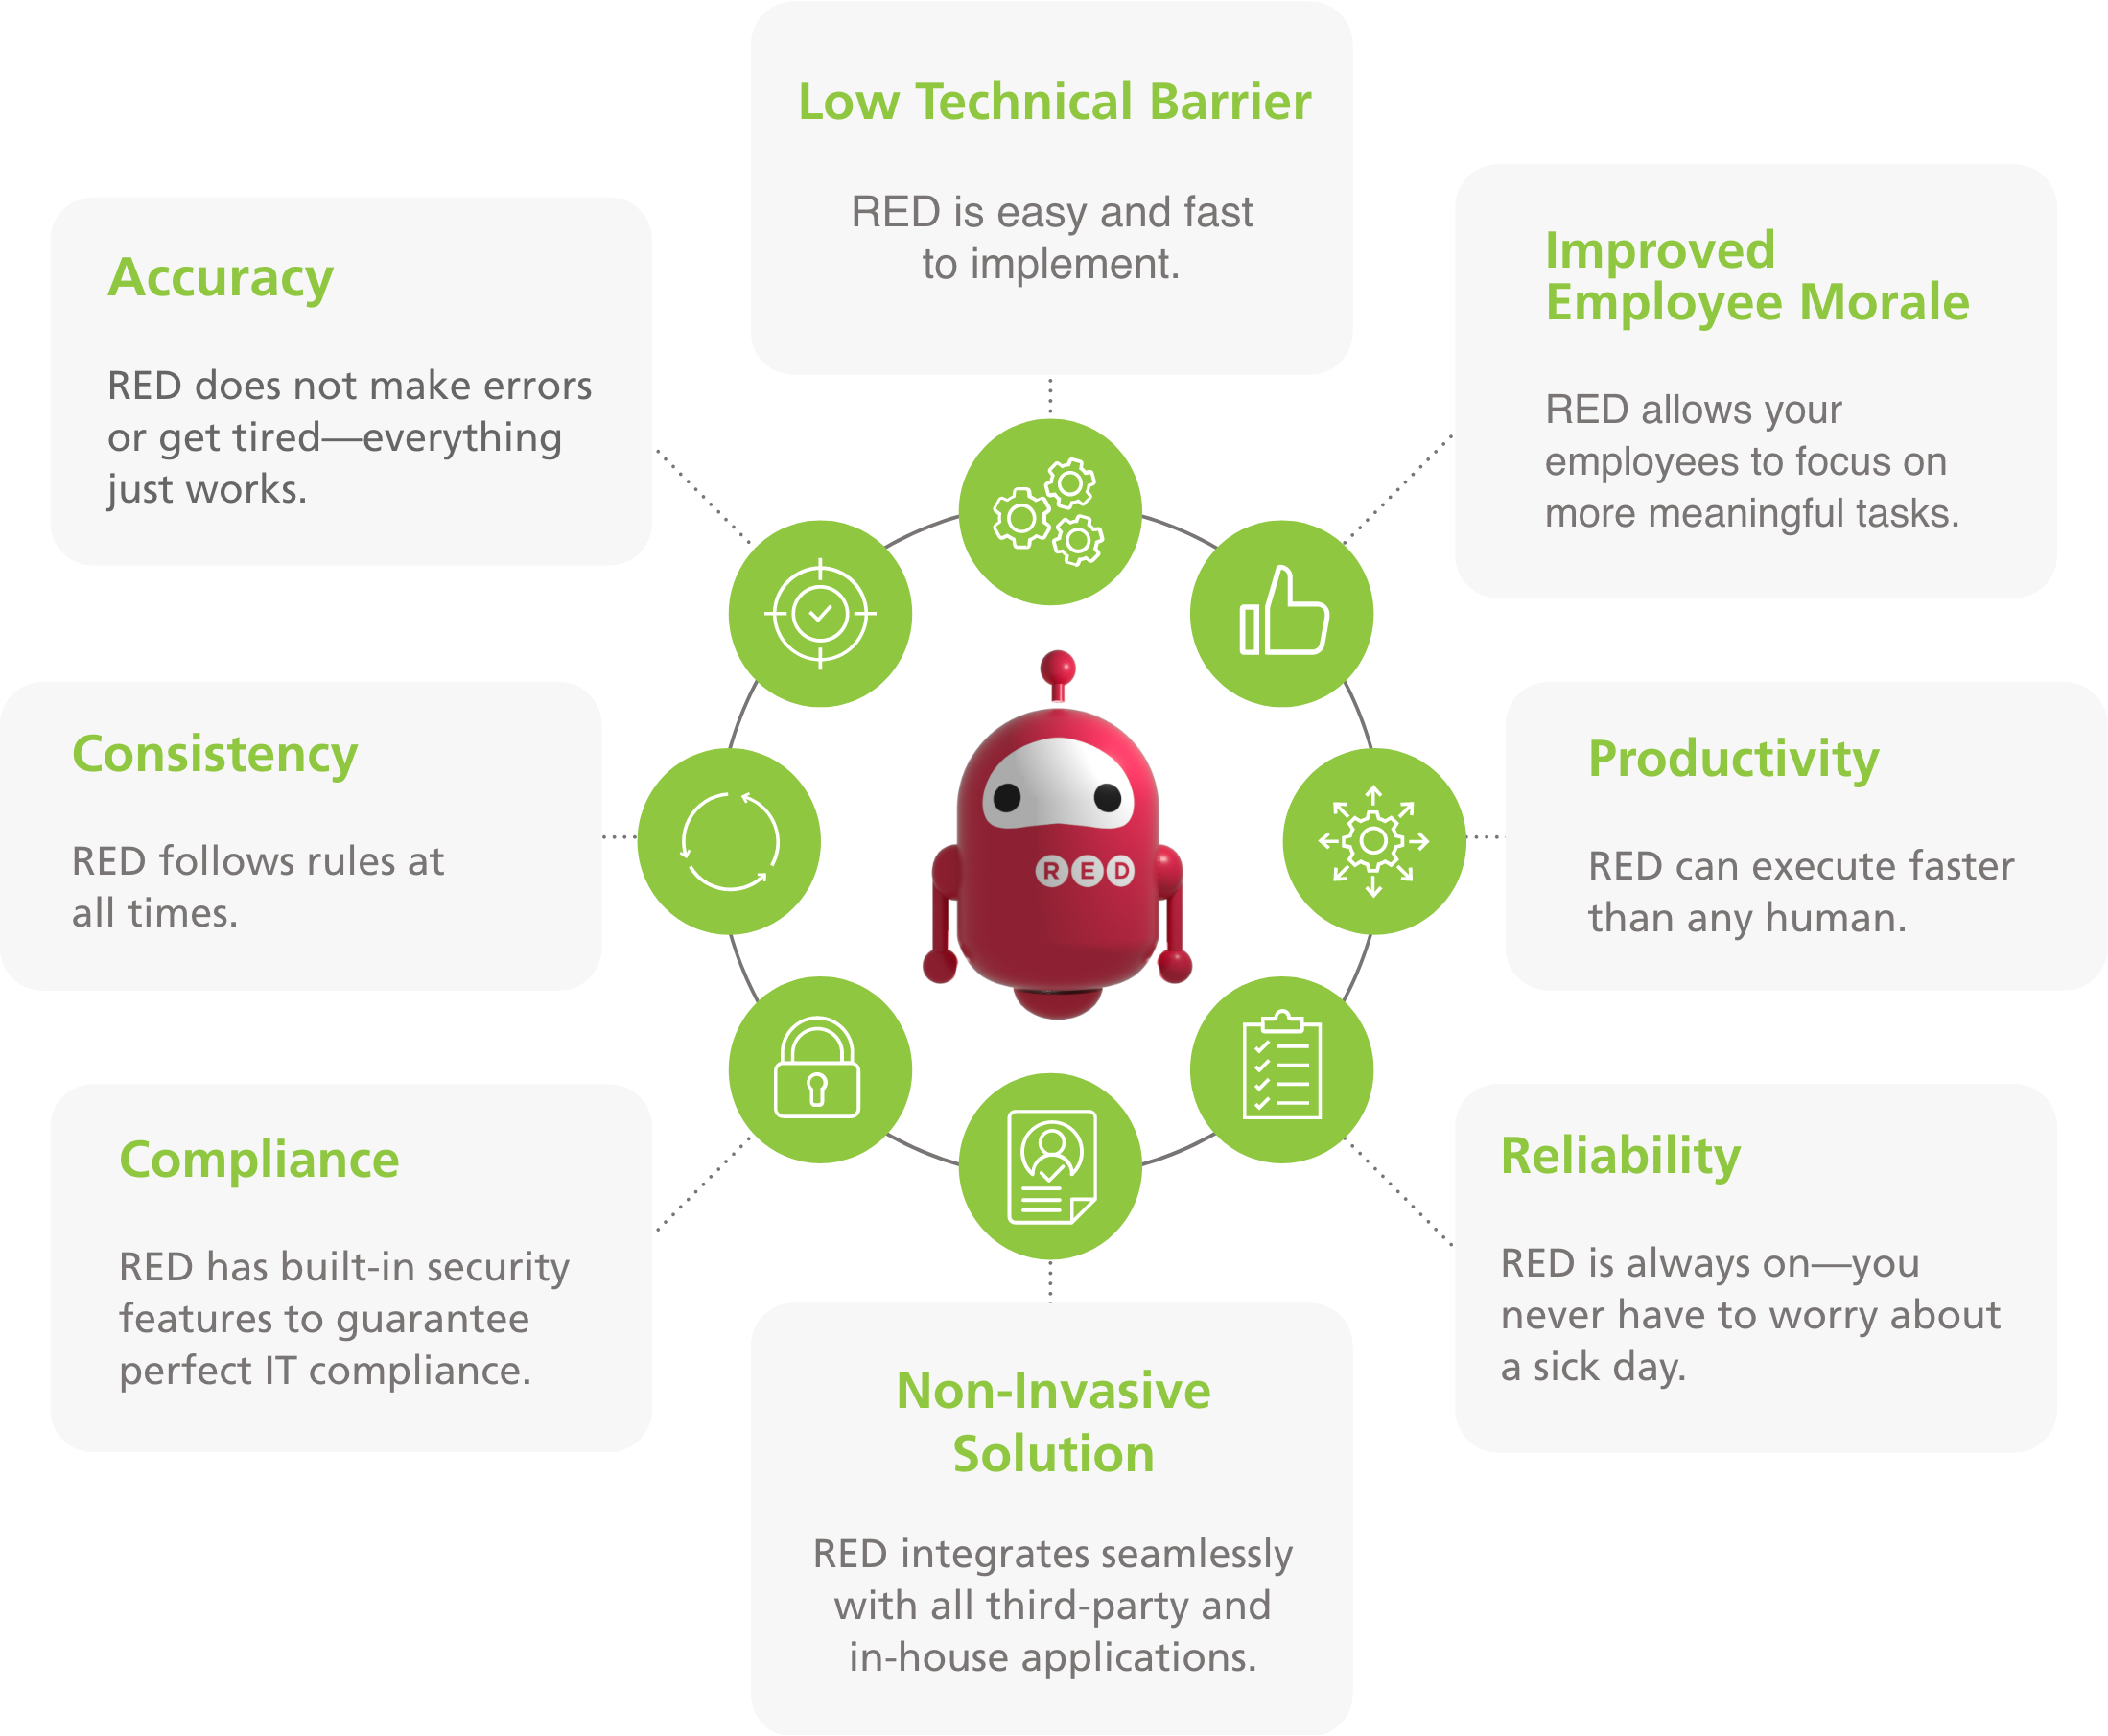 Low Technical Barrier
RED is easy and fast
to implement.
Accuracy
RED does not make errors
or get tired—everything
just works.
Improved
Employee Morale
RED allows your
employees to focus on
more meaningful tasks.
Consistency
RED follows rules at
all times.
RED
Productivity
RED can execute faster
than any human.
Compliance
RED has built-in security
features to guarantee
perfect IT compliance.
Reliability
RED is always on—you
never have to worry about
a sick day.
Non-Invasive
Solution
RED integrates seamlessly
with all third-party and
in-house applications.